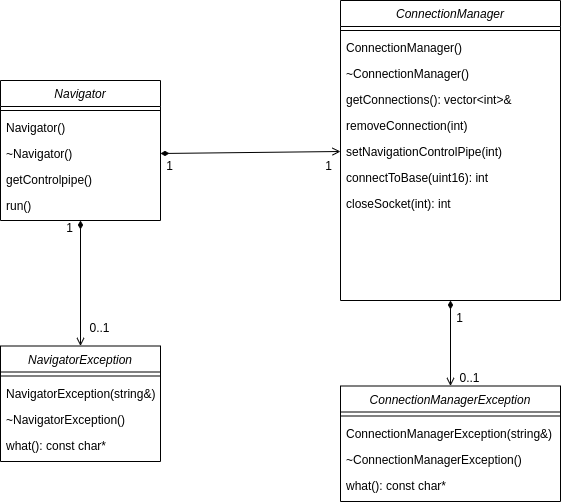 ConnectionManager
ConnectionManager()
~ConnectionManager()
getConnections(): vector<int>&
removeConnection(int)
setNavigationControlPipe(int)
connectToBase(uint16): int
closeSocket(int): int
Navigator
Navigator()
~Navigator()
getControlpipe()
run()
1
1
1
0..1
1
0..1
NavigatorException
NavigatorException(string&)
~NavigatorException()
what(): const char*
ConnectionManagerException
ConnectionManagerException(string&)
~ConnectionManagerException()
what(): const char*